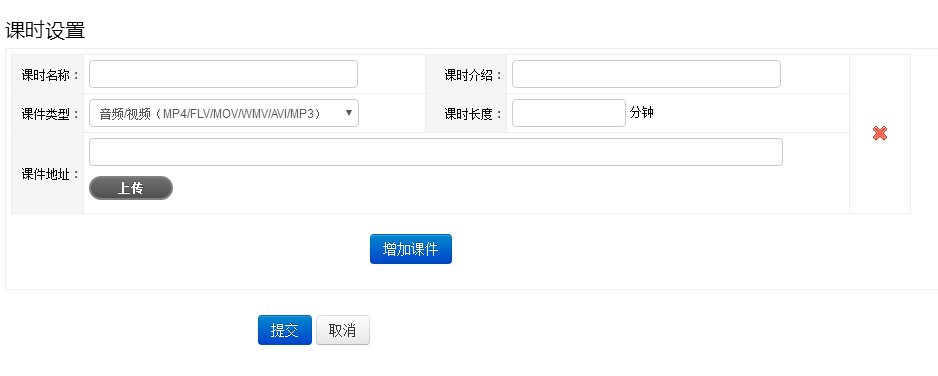 课时设置
课时名称： 课时介绍：
课件类型： 音频/视频（MP4/FLV/MOV/WMV/AVI/MP3） 课时长度： 分钟
课件地址：
上传
增加课件
提交 取消